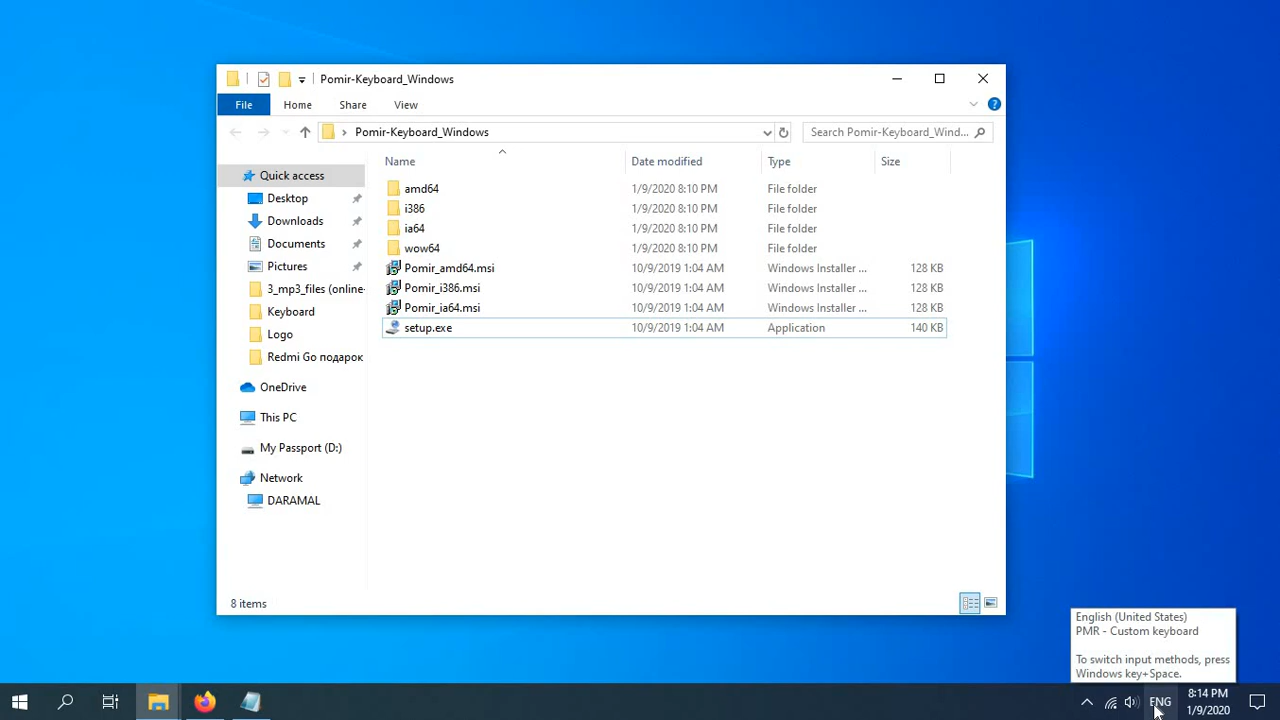 Pomir-Keyboard_Windows
File Home Share View
Pomir-Keyboard_Windows
Search Pomir-Keyboard_Wind...
Name Date modified Type Size
Quick access
Desktop
Downloads
Documents
Pictures
3_mp3_files (online-
Keyboard
Logo
Redmi Go подарок
OneDrive
This PC
My Passport (D:)
Network
DARAMAL
amd64 1/9/2020 8:10 PM File folder
i386 1/9/2020 8:10 PM File folder
ia64 1/9/2020 8:10 PM File folder
wow64 1/9/2020 8:10 PM File folder
Pomir_amd64.msi 10/9/2019 1:04 AM Windows Installer ... 128 KB
Pomir_i386.msi 10/9/2019 1:04 AM Windows Installer ... 128 KB
Pomir_ia64.msi 10/9/2019 1:04 AM Windows Installer ... 128 KB
setup.exe 10/9/2019 1:04 AM Application 140 KB
8 items
English (United States)
PMR - Custom keyboard
To switch input methods, press
Windows key+Space.
ENG
8:14 PM
1/9/2020